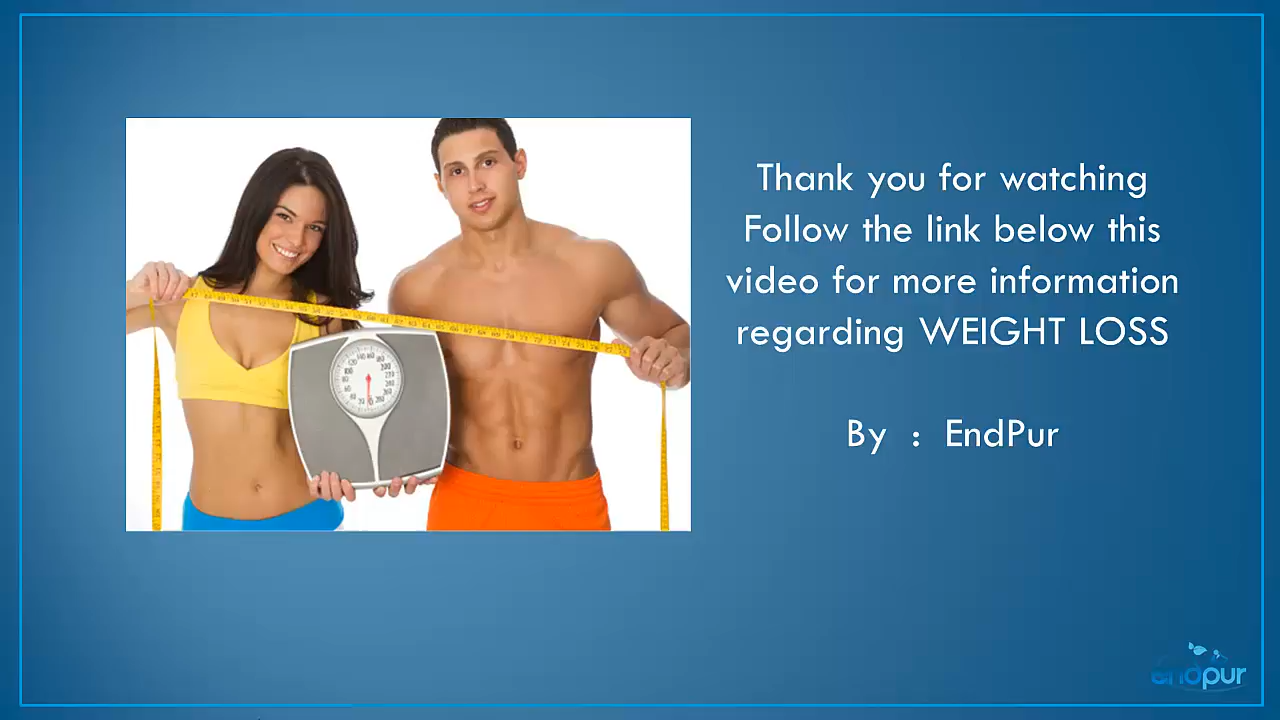 Thank you for watching
Follow the link below this
video for more information
regarding WEIGHT LOSS
By : EndPur
endpur